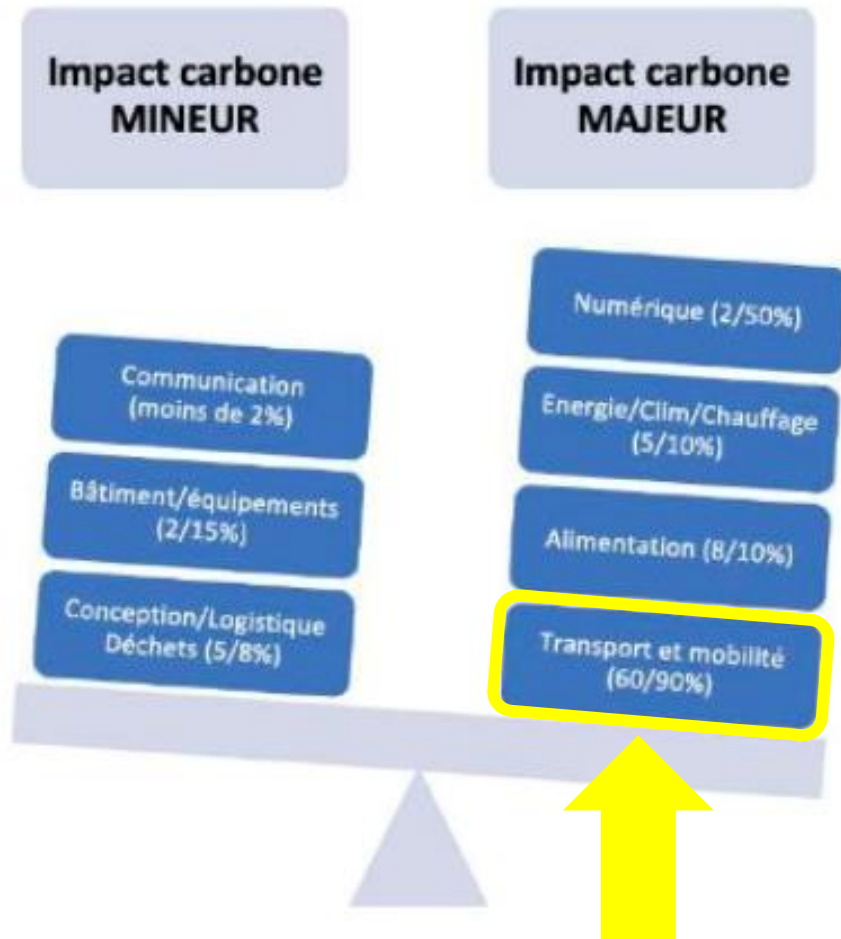 Impact carbone
MINEUR
Impact carbone
MAJEUR
Communication
(moins de 2%)
Bâtiment/équipements
(2/15%)
Conception/Logistique
Déchets (5/8%)
Numérique (2/50%)
Energie/Clim/Chauffage
(5/10%)
Alimentation (8/10%)
Transport et mobilité
(60/90%)